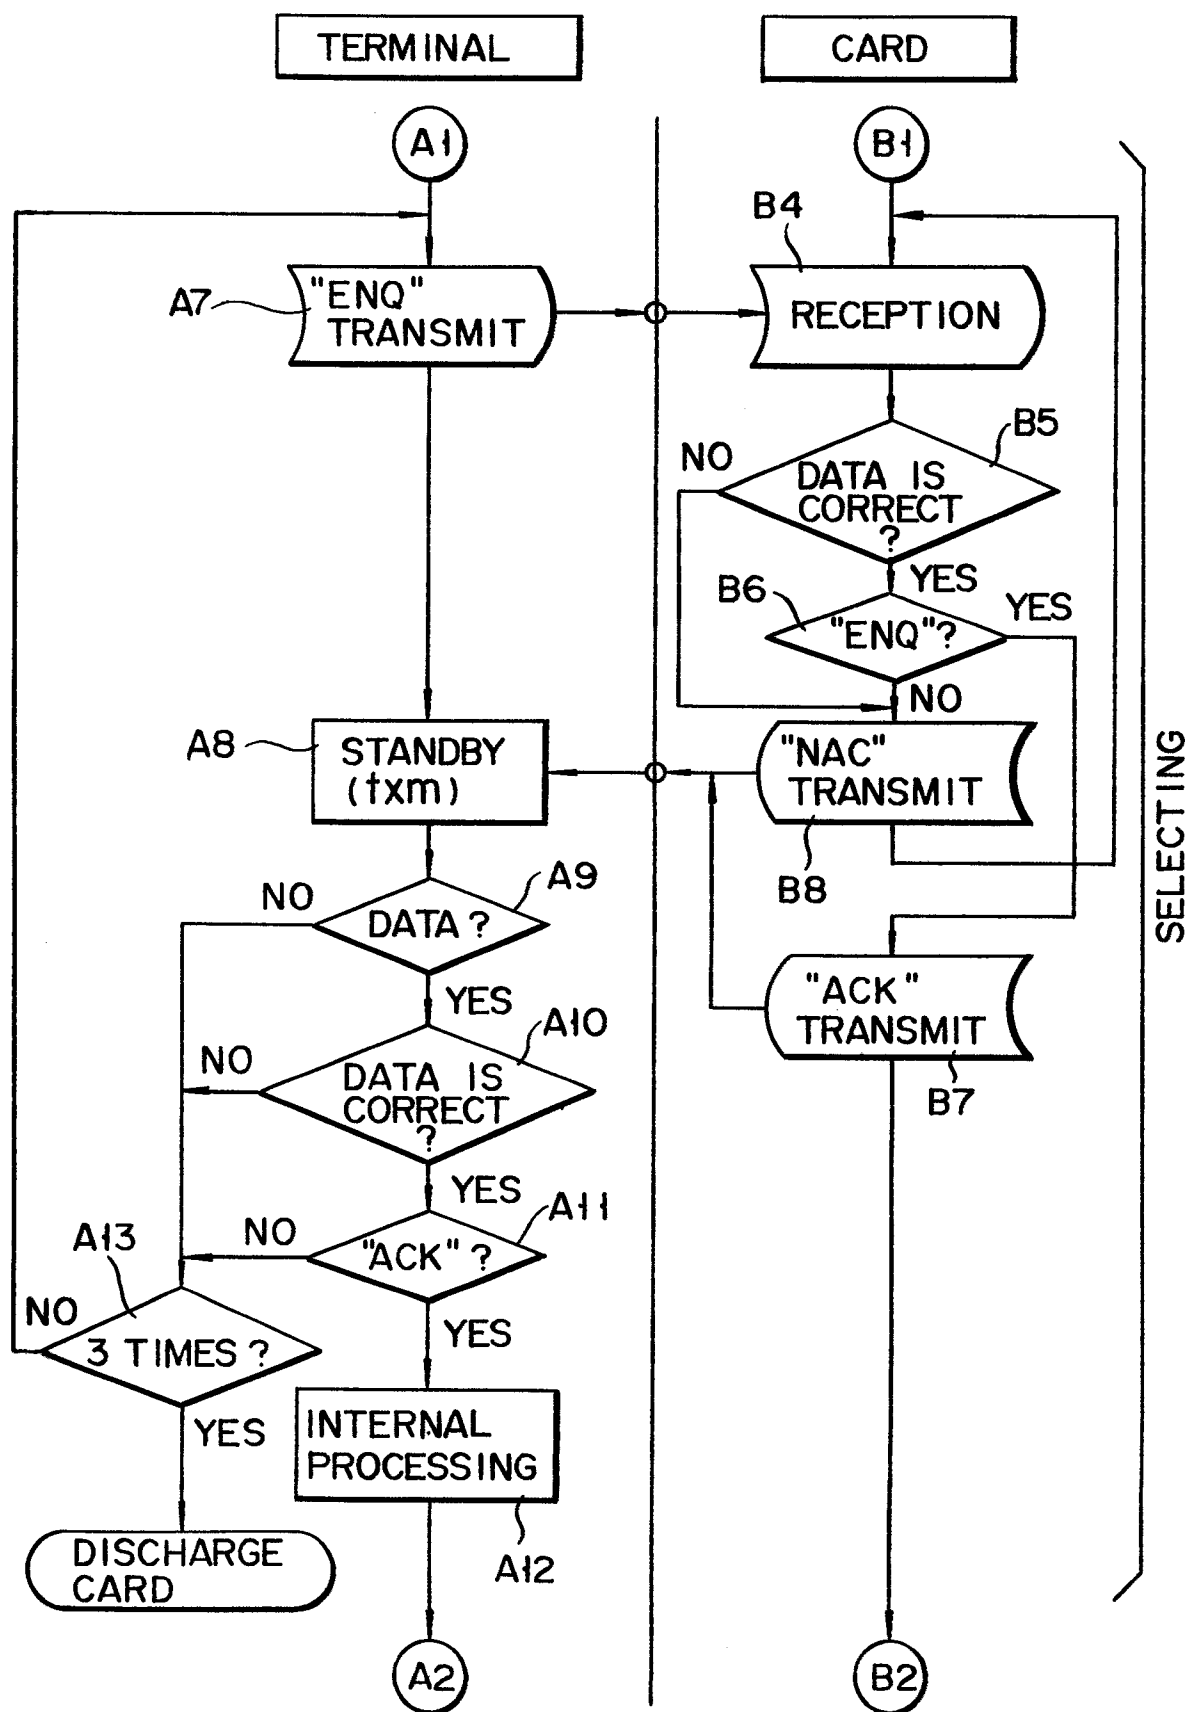 TERMINAL
CARD
A1
B1
B4
A7
"ENQ"
TRANSMIT
RECEPTION
B5
NO
DATA IS
CORRECT
?
YES
B6
YES
"ENQ"?
NO
A8
STANDBY
(txm)
"NAC"
TRANSMIT
B8
SELECTING
A9
NO
DATA?
YES
"ACK"
TRANSMIT
B7
A10
NO
DATA IS
CORRECT
?
YES
A11
NO
"ACK"?
A13
NO
YES
3 TIMES?
YES
INTERNAL
PROCESSING
A12
DISCHARGE
CARD
A2
B2